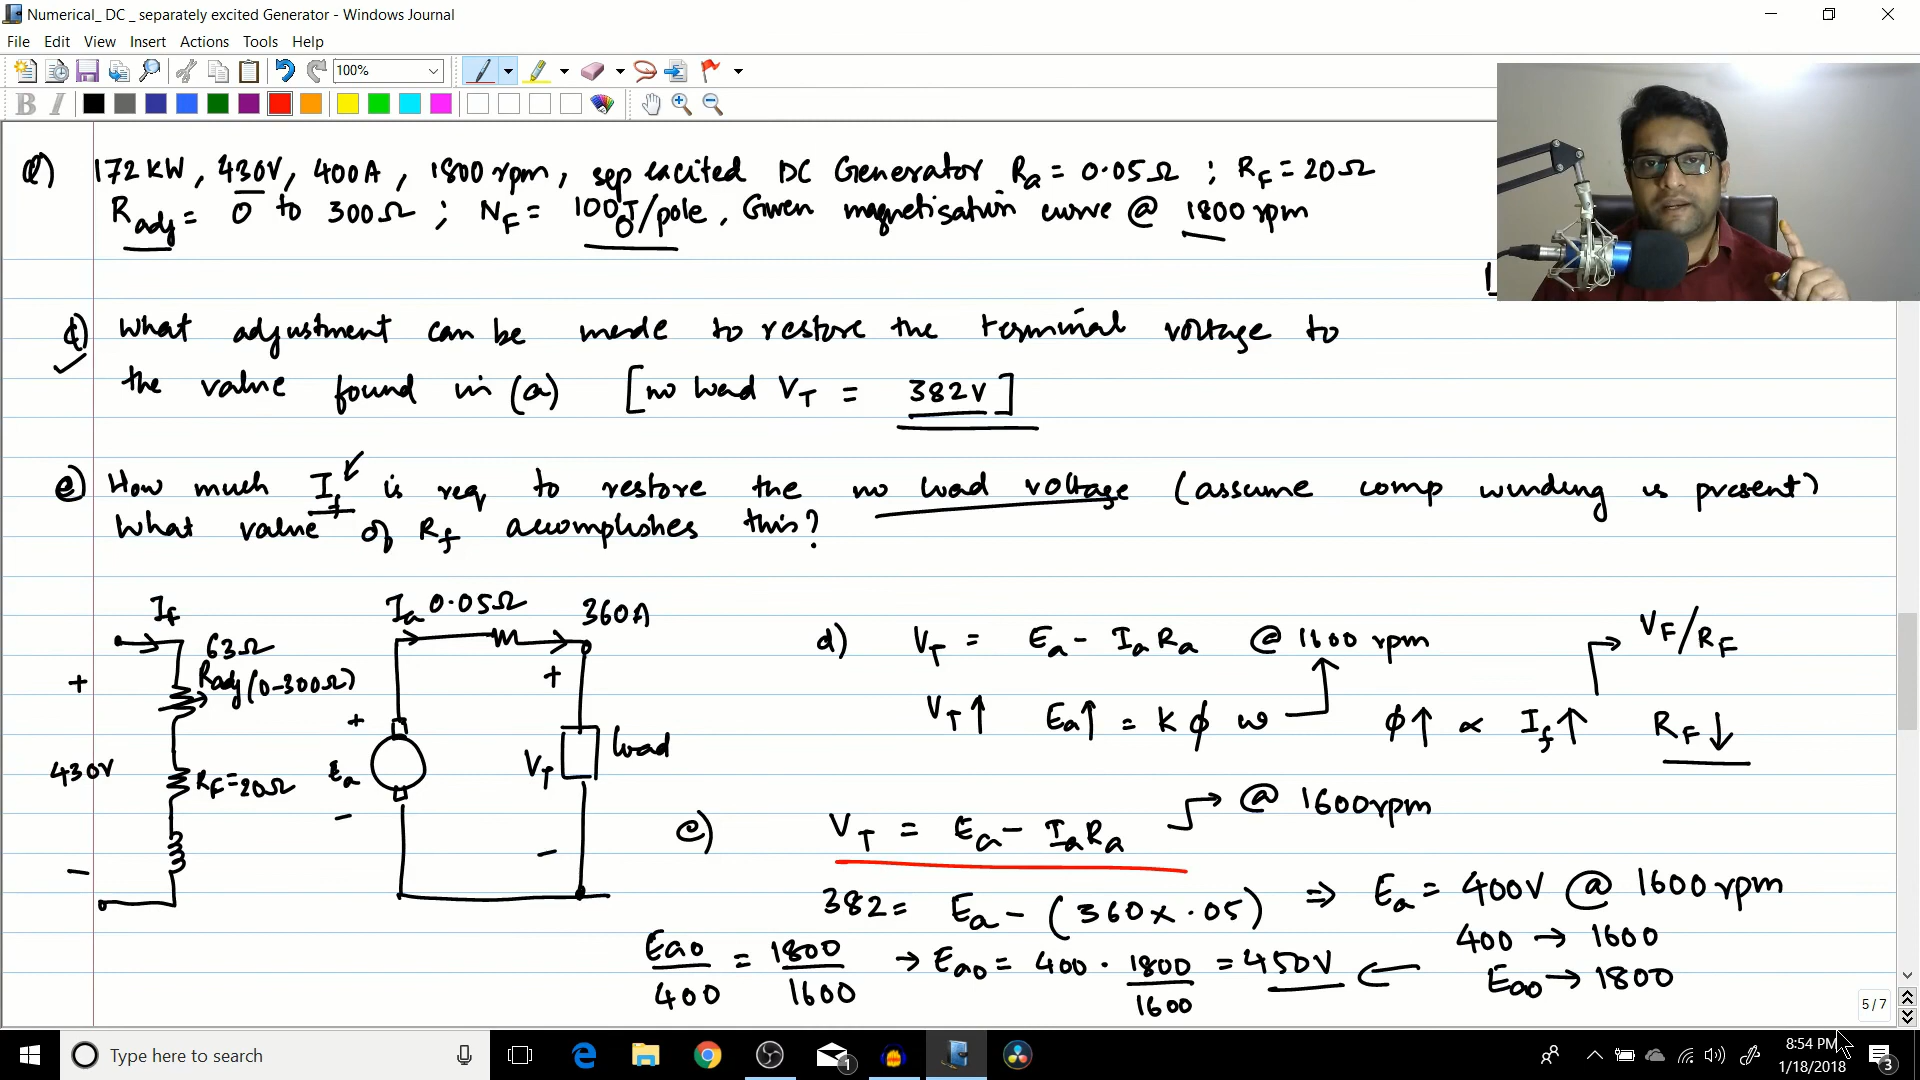 Numerical_ DC _ separately excited Generator - Windows Journal
File Edit View Insert Actions Tools Help
100%
Q) 172 KW, 430V, 400A, 1800 rpm, sep excited DC Generator Ra = 0.05Ω ; RF = 20Ω
Radj = 0 to 300Ω ; NF = 1000T/pole, Given magnetisation curve @ 1800 rpm
d) What adjustment can be made to restore the terminal voltage to
the value found in (a) [no load VT = 382V]
e) How much If is req to restore the no load voltage (assume comp winding is present)
What value of Rf accomplishes this?
If
63Ω
Radj (0-300Ω)
+
430V
RF=20Ω
-
Ia 0.05Ω 360A
+
+
Ea
VT
load
-
-
d) VT = Ea - IaRa @ 1600 rpm
VF/RF
VT↑ Ea↑ = Kϕω ϕ↑ ∝ If↑ RF↓
e) VT = Ea - IaRa @ 1600rpm
382 = Ea - (360 x .05) ⇒ Ea = 400V @ 1600 rpm
400 → 1600
Ea0/400 = 1800/1600 → Ea0 = 400 · 1800/1600 = 450V ←
Ea0 → 1800
5 / 7
Type here to search
1
8:54 PM
1/18/2018
3